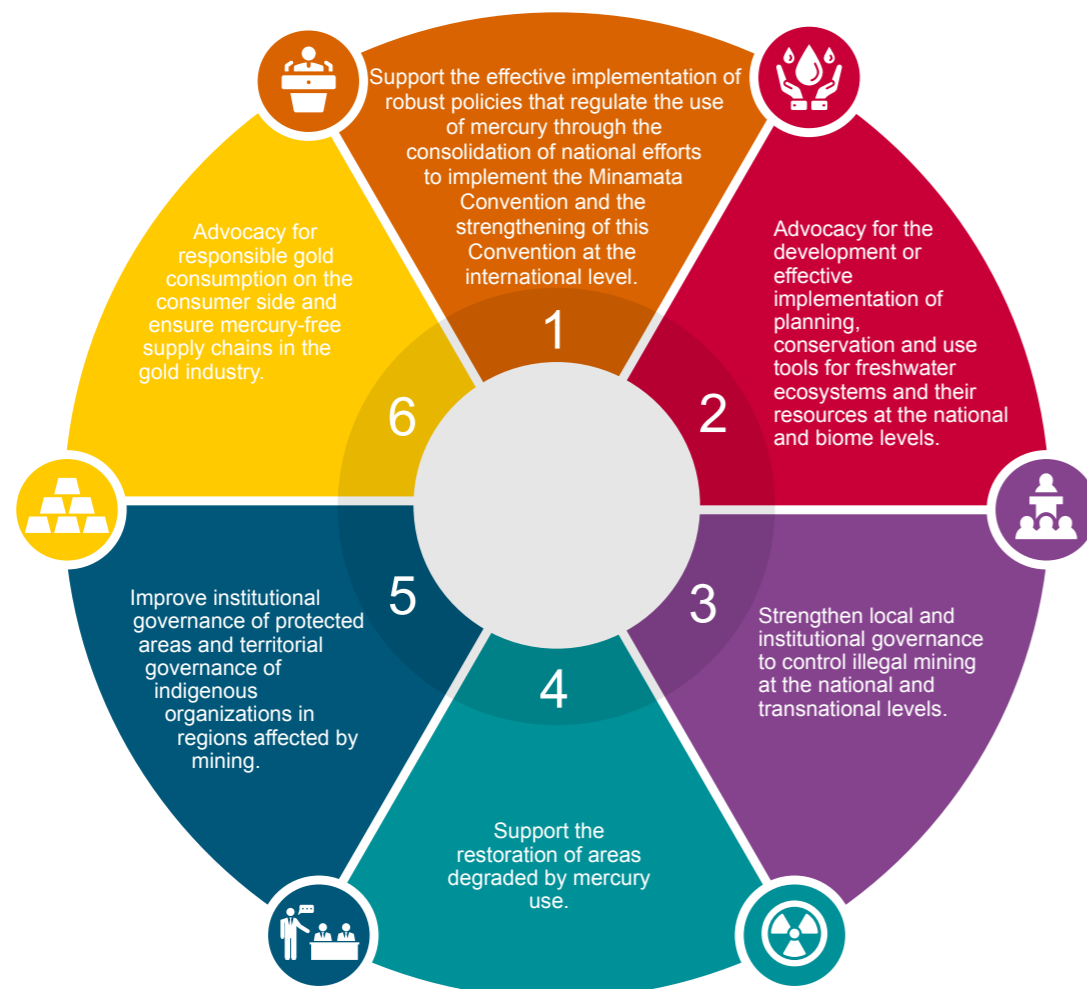 Support the effective implementation of
robust policies that regulate the use
of mercury through the
consolidation of national efforts
to implement the Minamata
Convention and the
strengthening of this
Convention at the
international level.
1
Advocacy for the
development or
effective
implementation of
planning,
conservation and use
tools for freshwater
ecosystems and their
resources at the national
and biome levels.
2
Strengthen local and
institutional governance
to control illegal mining
at the national and
transnational levels.
3
4
Support the
restoration of areas
degraded by mercury
use.
5
Improve institutional
governance of protected
areas and territorial
governance of
indigenous
organizations in
regions affected by
mining.
6
Advocacy for
responsible gold
consumption on the
consumer side and
ensure mercury-free
supply chains in the
gold industry.